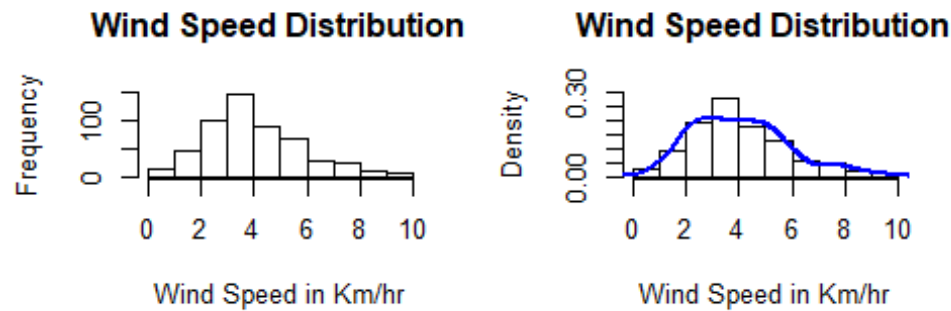 Wind Speed Distribution
Frequency
0 100
0 2 4 6 8 10
Wind Speed in Km/hr
Wind Speed Distribution
Density
0.00 0.30
0 2 4 6 8 10
Wind Speed in Km/hr